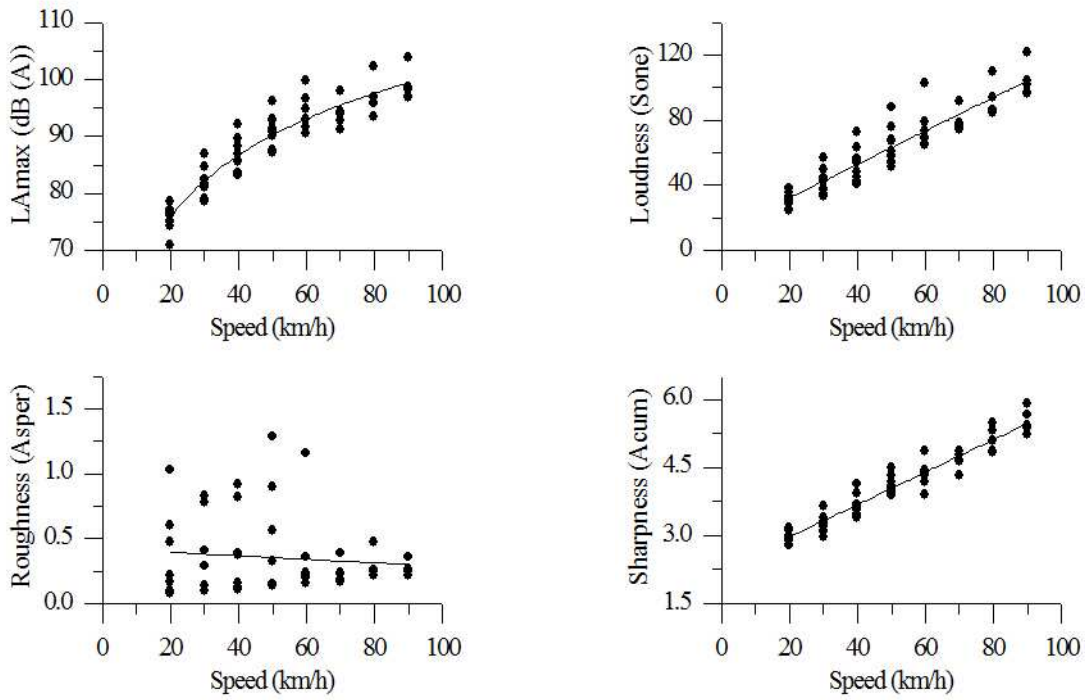 LAmax (dB (A))
100
90
80
70
0 20 40 60 80 100
Speed (km/h)
Loudness (Sone)
120
80
40
0
0 20 40 60 80 100
Speed (km/h)
Roughness (Asper)
1.5
1.0
0.5
0.0
0 20 40 60 80 100
Speed (km/h)
Sharpness (Acum)
6.0
4.5
3.0
1.5
0 20 40 60 80 100
Speed (km/h)